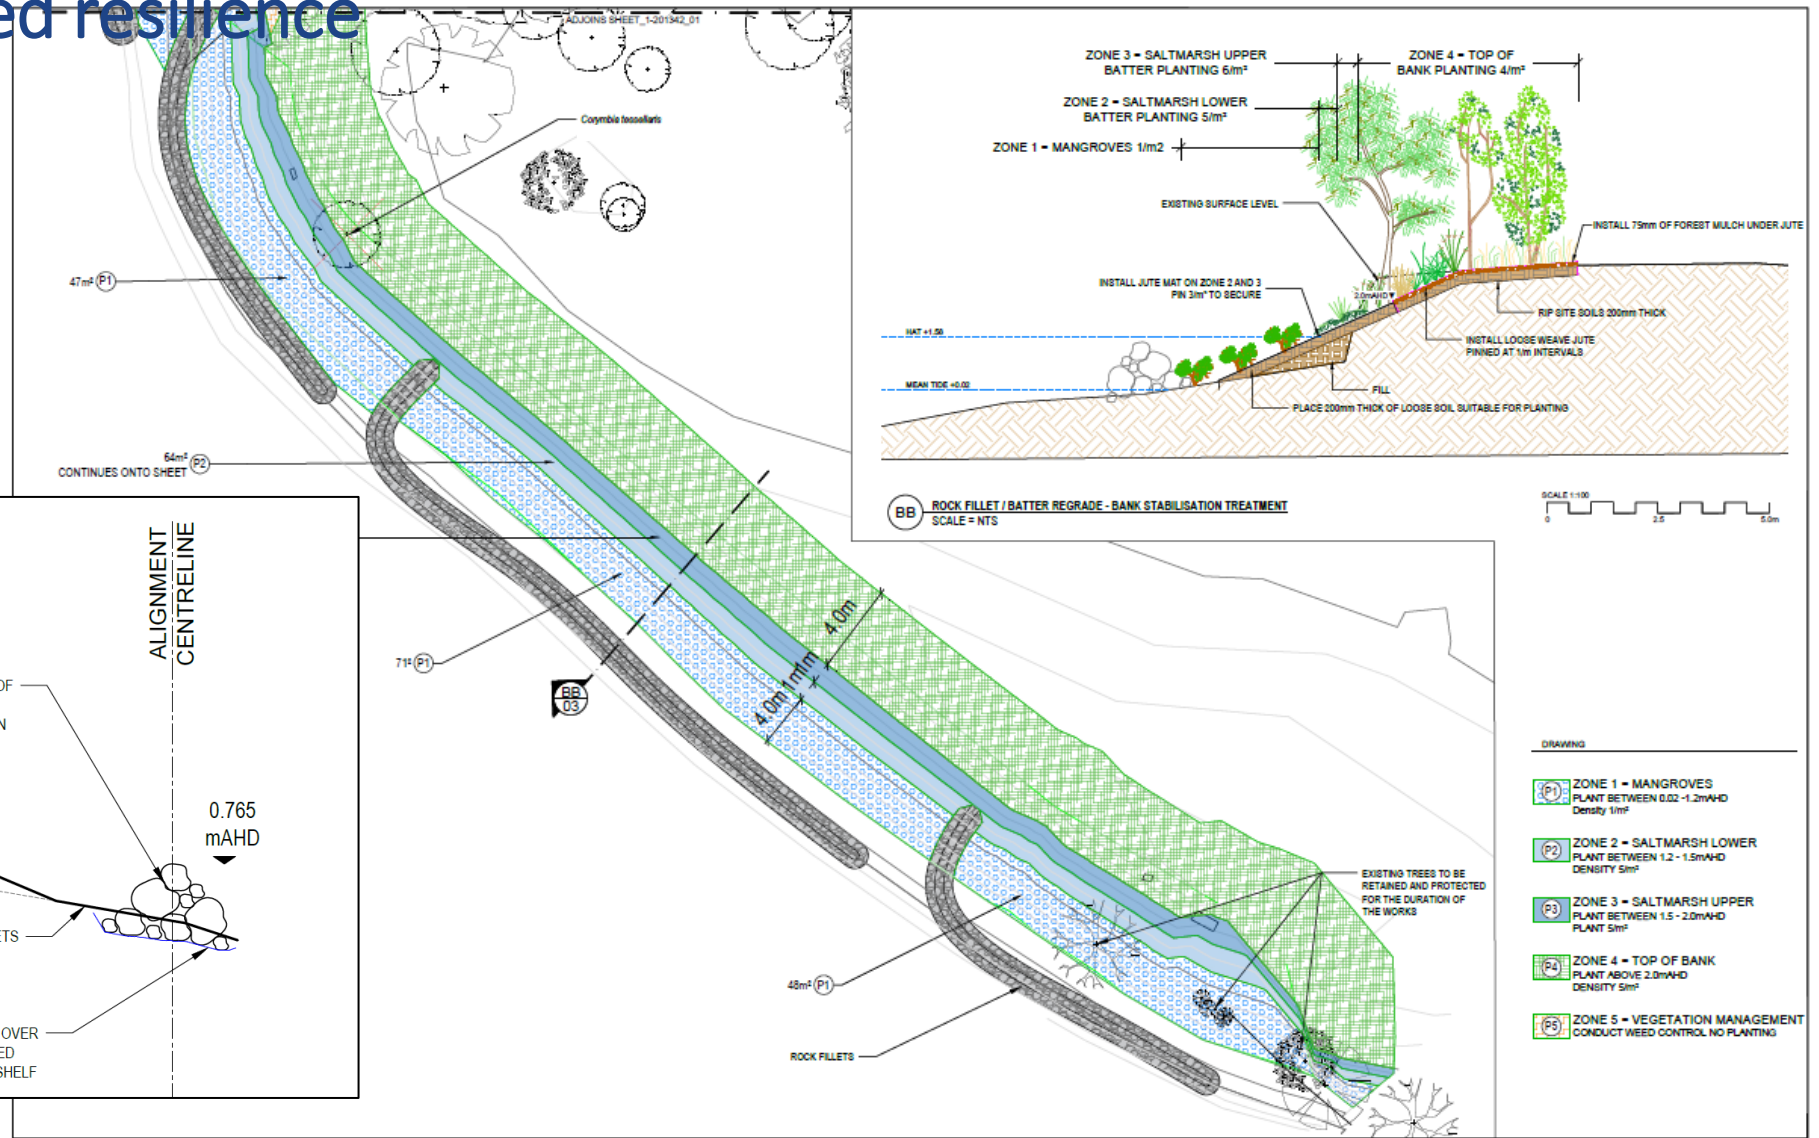 ed resilience
ADJOINS SHEET_1-201342_01
Corymbia tessellaris
47m² P1
64m² P2
CONTINUES ONTO SHEET
71² P1
BB
03
4.0m
1m
1m
4.0m
48m² P1
ROCK FILLETS
EXISTING TREES TO BE
RETAINED AND PROTECTED
FOR THE DURATION OF
THE WORKS
ALIGNMENT
CENTRELINE
OF
N
0.765
mAHD
ETS
OVER
ED
SHELF
ZONE 3 = SALTMARSH UPPER
BATTER PLANTING 6/m²
ZONE 4 = TOP OF
BANK PLANTING 4/m²
ZONE 2 = SALTMARSH LOWER
BATTER PLANTING 5/m²
ZONE 1 = MANGROVES 1/m2
EXISTING SURFACE LEVEL
INSTALL 75mm OF FOREST MULCH UNDER JUTE
INSTALL JUTE MAT ON ZONE 2 AND 3
PIN 3/m² TO SECURE
2.0mAHD
RIP SITE SOILS 200mm THICK
HAT +1.58
INSTALL LOOSE WEAVE JUTE
PINNED AT 1/m INTERVALS
MEAN TIDE +0.02
FILL
PLACE 200mm THICK OF LOOSE SOIL SUITABLE FOR PLANTING
BB ROCK FILLET / BATTER REGRADE - BANK STABILISATION TREATMENT
SCALE = NTS
SCALE 1:100
0 2.5 5.0m
DRAWING
P1 ZONE 1 = MANGROVES
PLANT BETWEEN 0.02 -1.2mAHD
Density 1/m²
P2 ZONE 2 = SALTMARSH LOWER
PLANT BETWEEN 1.2 - 1.5mAHD
DENSITY 5/m²
P3 ZONE 3 = SALTMARSH UPPER
PLANT BETWEEN 1.5 - 2.0mAHD
PLANT 5/m²
P4 ZONE 4 = TOP OF BANK
PLANT ABOVE 2.0mAHD
DENSITY 5/m²
P5 ZONE 5 = VEGETATION MANAGEMENT
CONDUCT WEED CONTROL NO PLANTING